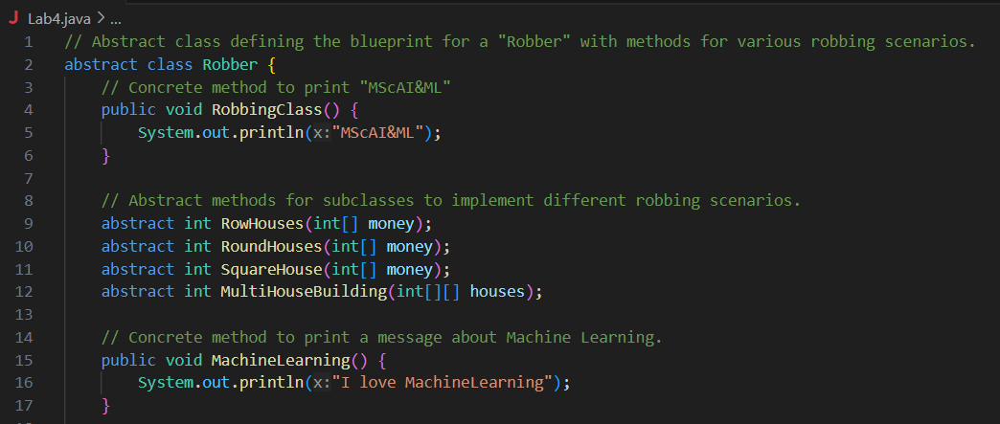 J Lab4.java > ...
1 // Abstract class defining the blueprint for a "Robber" with methods for various robbing scenarios.
2 abstract class Robber {
3 // Concrete method to print "MScAI&ML"
4 public void RobbingClass() {
5 System.out.println(x:"MScAI&ML");
6 }
7
8 // Abstract methods for subclasses to implement different robbing scenarios.
9 abstract int RowHouses(int[] money);
10 abstract int RoundHouses(int[] money);
11 abstract int SquareHouse(int[] money);
12 abstract int MultiHouseBuilding(int[][] houses);
13
14 // Concrete method to print a message about Machine Learning.
15 public void MachineLearning() {
16 System.out.println(x:"I love MachineLearning");
17 }